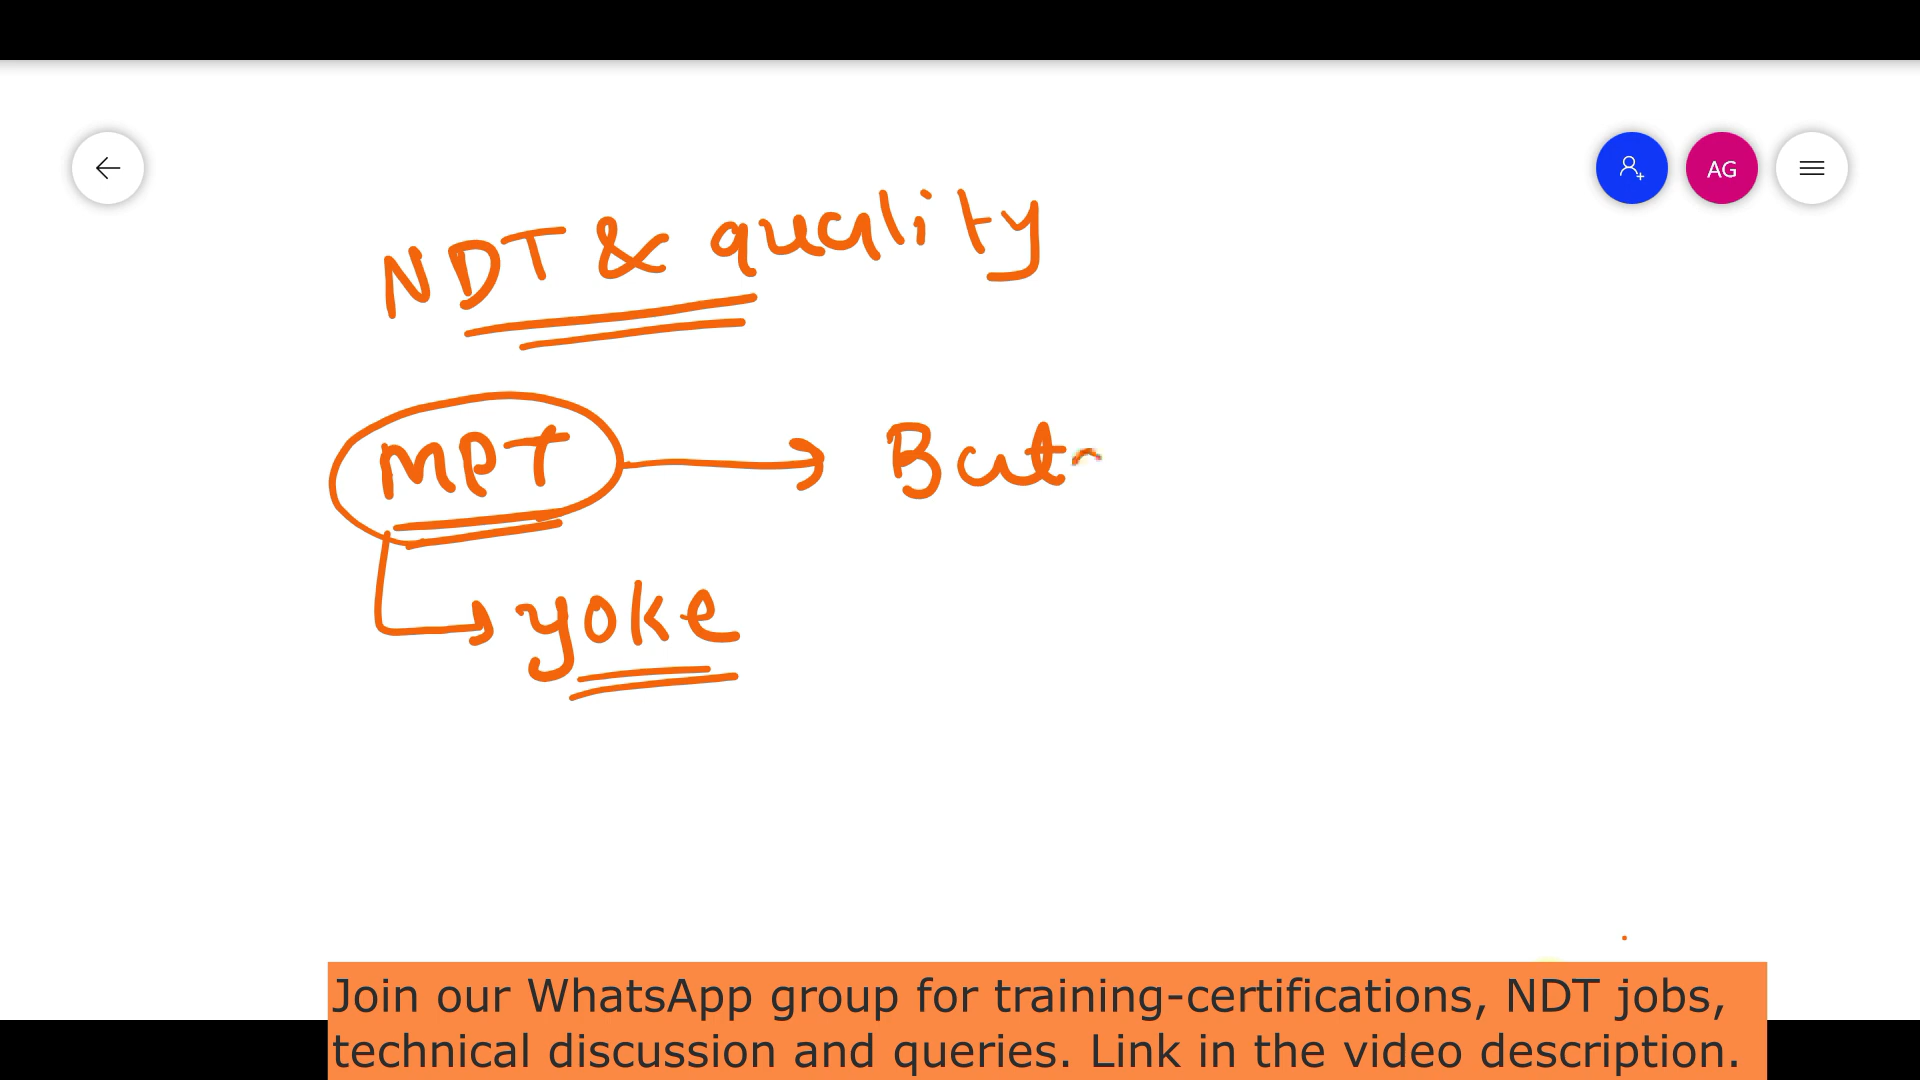 AG
NDT & quality
MPT → Bat
yoke
Join our WhatsApp group for training-certifications, NDT jobs,
technical discussion and queries. Link in the video description.